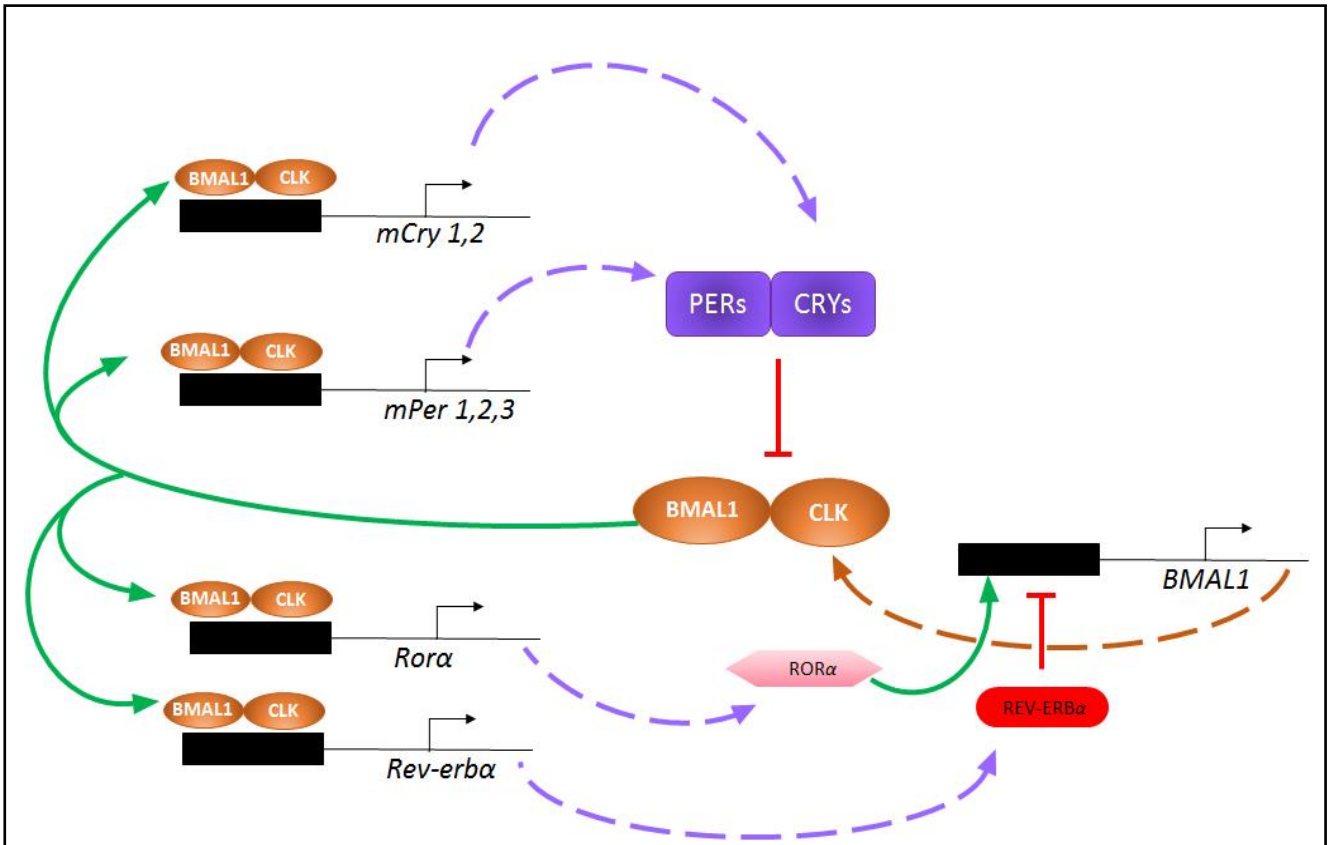 BMAL1 CLK
mCry 1,2
PERs CRYs
BMAL1 CLK
mPer 1,2,3
BMAL1 CLK
BMAL1
BMAL1 CLK
Rorα
RORα
REV-ERBα
BMAL1 CLK
Rev-erbα